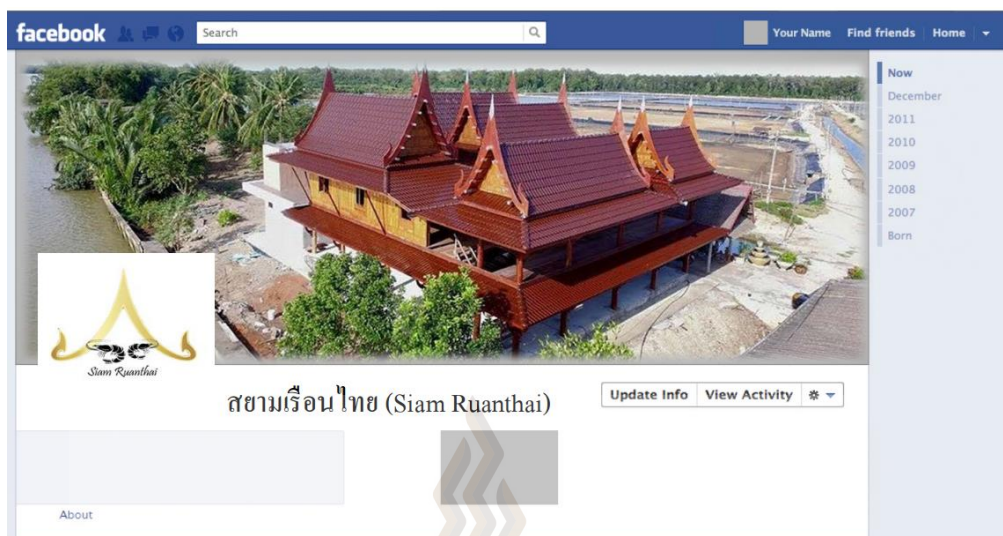 facebook
Search
Your Name Find friends Home
Now
December
2011
2010
2009
2008
2007
Born
Siam Ruanthai
สยามเรือนไทย (Siam Ruanthai)
Update Info View Activity
About